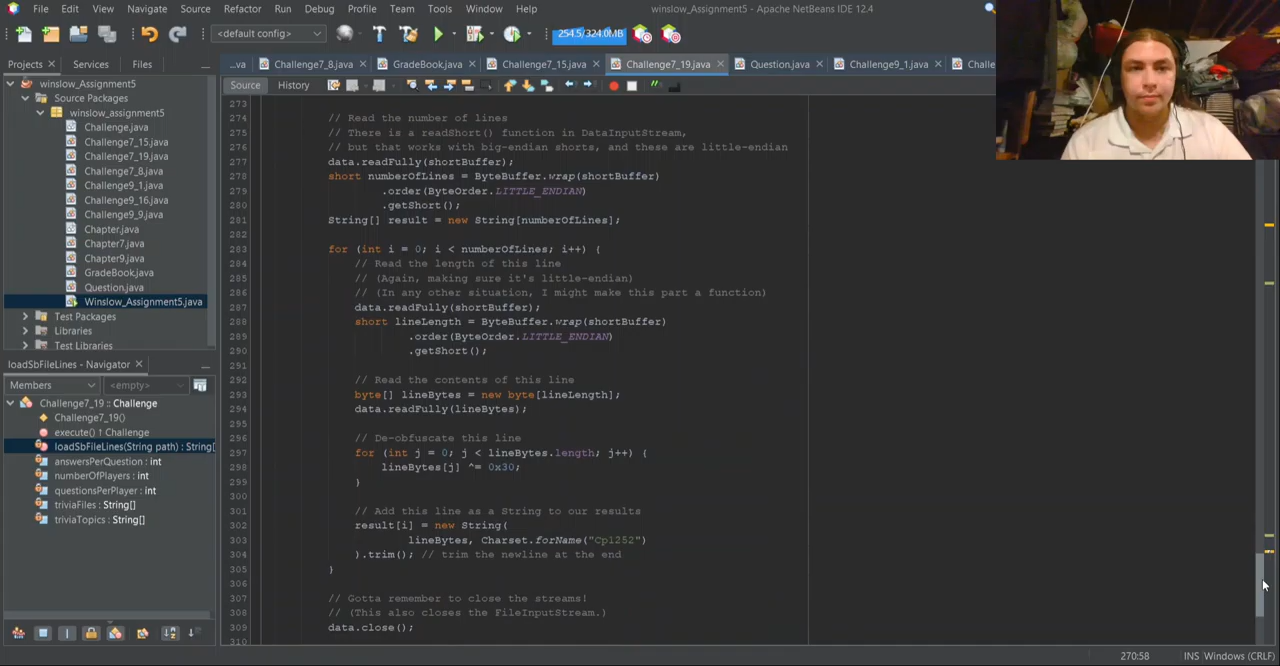 File Edit View Navigate Source Refactor Run Debug Profile Team Tools Window Help
winslow_Assignment5 - Apache NetBeans IDE 12.4
<default config>
254.5/324.0MB
Projects Services Files
...va Challenge7_8.java GradeBook.java Challenge7_15.java Challenge7_19.java Question.java Challenge9_1.java Challe
Source History
winslow_Assignment5
Source Packages
winslow_assignment5
Challenge.java
Challenge7_15.java
Challenge7_19.java
Challenge7_8.java
Challenge9_1.java
Challenge9_16.java
Challenge9_9.java
Chapter.java
Chapter7.java
Chapter9.java
GradeBook.java
Question.java
Winslow_Assignment5.java
Test Packages
Libraries
Test Libraries
loadSbFileLines - Navigator
Members <empty>
Challenge7_19 :: Challenge
Challenge7_19()
execute() ↑ Challenge
loadSbFileLines(String path) : String[
answersPerQuestion : int
numberOfPlayers : int
questionsPerPlayer : int
triviaFiles : String[]
triviaTopics : String[]
273
274 // Read the number of lines
275 // There is a readShort() function in DataInputStream,
276 // but that works with big-endian shorts, and these are little-endian
277 data.readFully(shortBuffer);
278 short numberOfLines = ByteBuffer.wrap(shortBuffer)
279 .order(ByteOrder.LITTLE_ENDIAN)
280 .getShort();
281 String[] result = new String[numberOfLines];
282
283 for (int i = 0; i < numberOfLines; i++) {
284 // Read the length of this line
285 // (Again, making sure it's little-endian)
286 // (In any other situation, I might make this part a function)
287 data.readFully(shortBuffer);
288 short lineLength = ByteBuffer.wrap(shortBuffer)
289 .order(ByteOrder.LITTLE_ENDIAN)
290 .getShort();
291
292 // Read the contents of this line
293 byte[] lineBytes = new byte[lineLength];
294 data.readFully(lineBytes);
295
296 // De-obfuscate this line
297 for (int j = 0; j < lineBytes.length; j++) {
298 lineBytes[j] ^= 0x30;
299 }
300
301 // Add this line as a String to our results
302 result[i] = new String(
303 lineBytes, Charset.forName("Cp1252")
304 ).trim(); // trim the newline at the end
305 }
306
307 // Gotta remember to close the streams!
308 // (This also closes the FileInputStream.)
309 data.close();
310
270:58 INS Windows (CRLF)